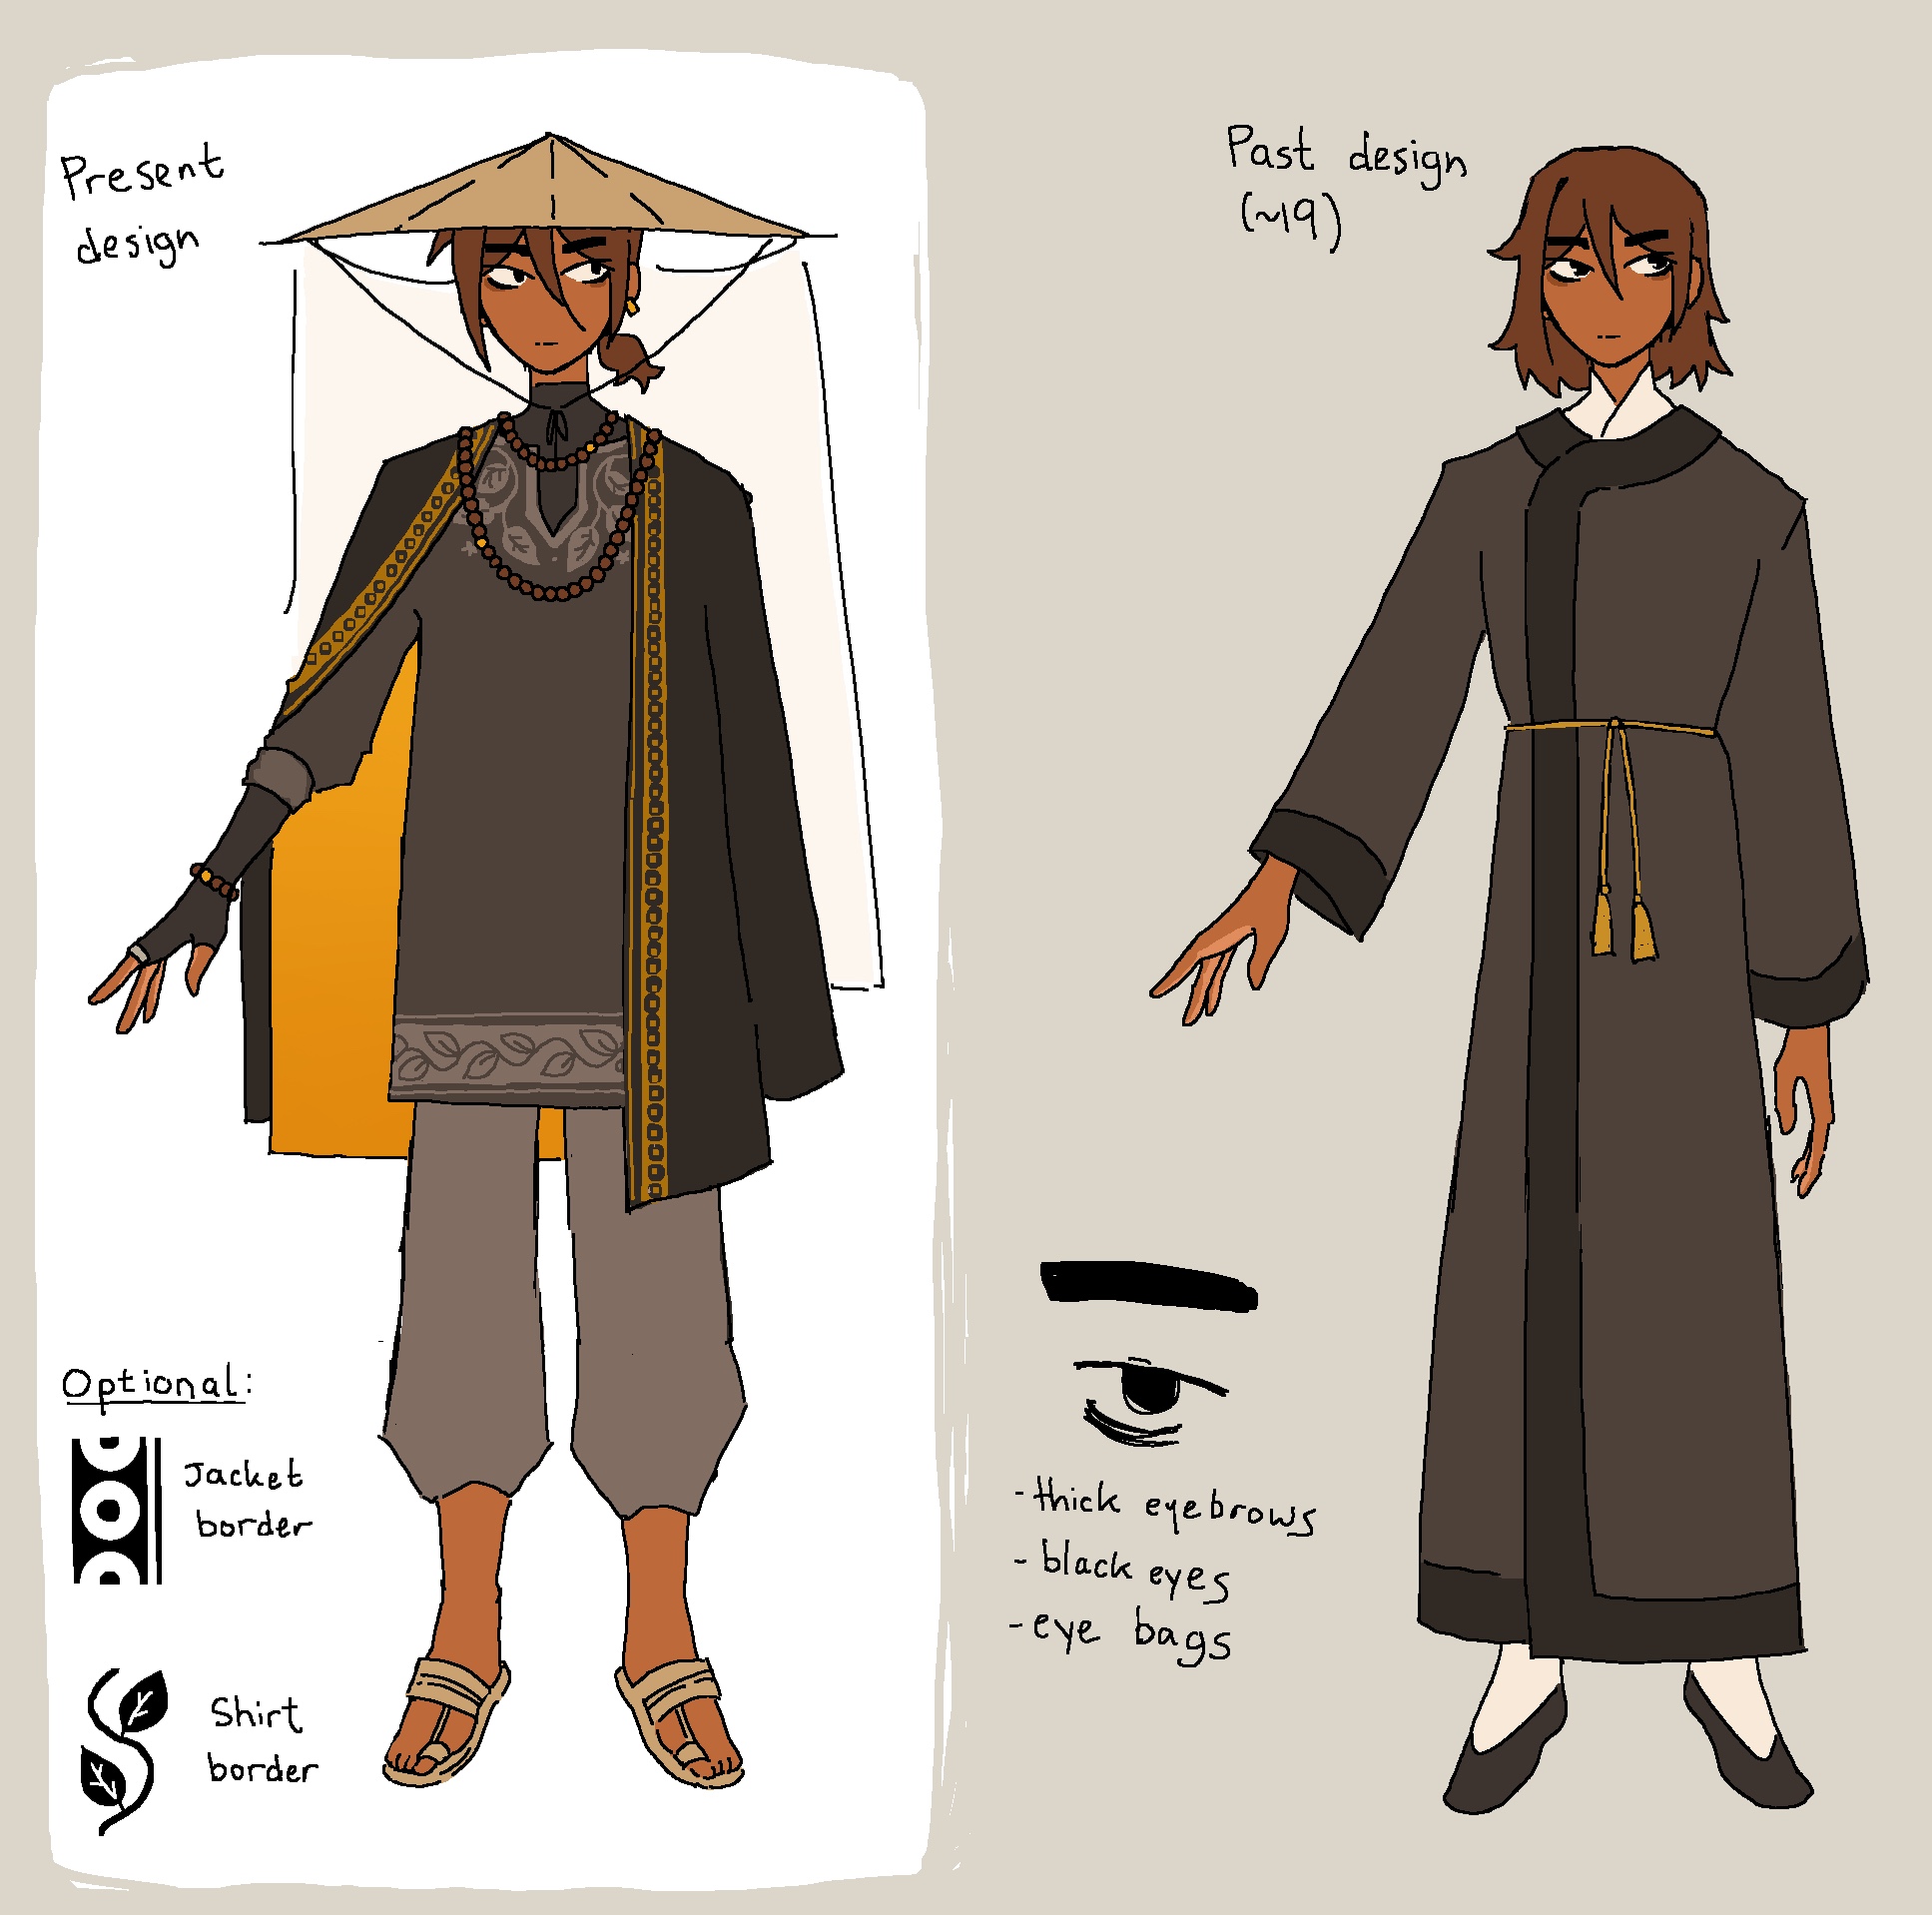 Present
design
Optional:
Jacket
border
Shirt
border
Past design
(~19)
- thick eyebrows
- black eyes
- eye bags